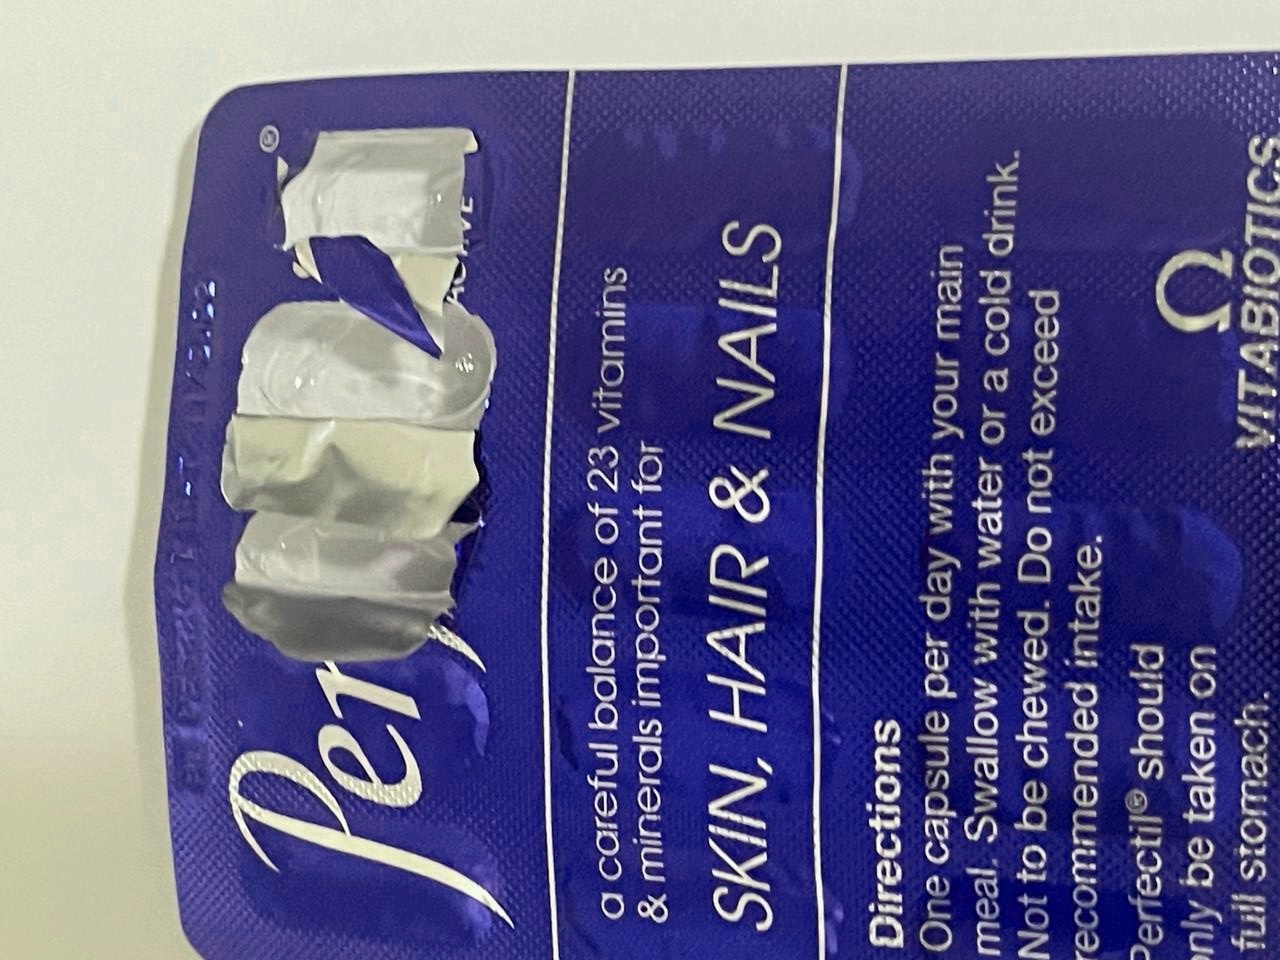 Per
®
ACTIVE
a careful balance of 23 vitamins
& minerals important for
SKIN, HAIR & NAILS
Directions
One capsule per day with your main
meal. Swallow with water or a cold drink.
Not to be chewed. Do not exceed
recommended intake.
Perfectil® should
only be taken on
full stomach.
Ω
VITABIOTICS